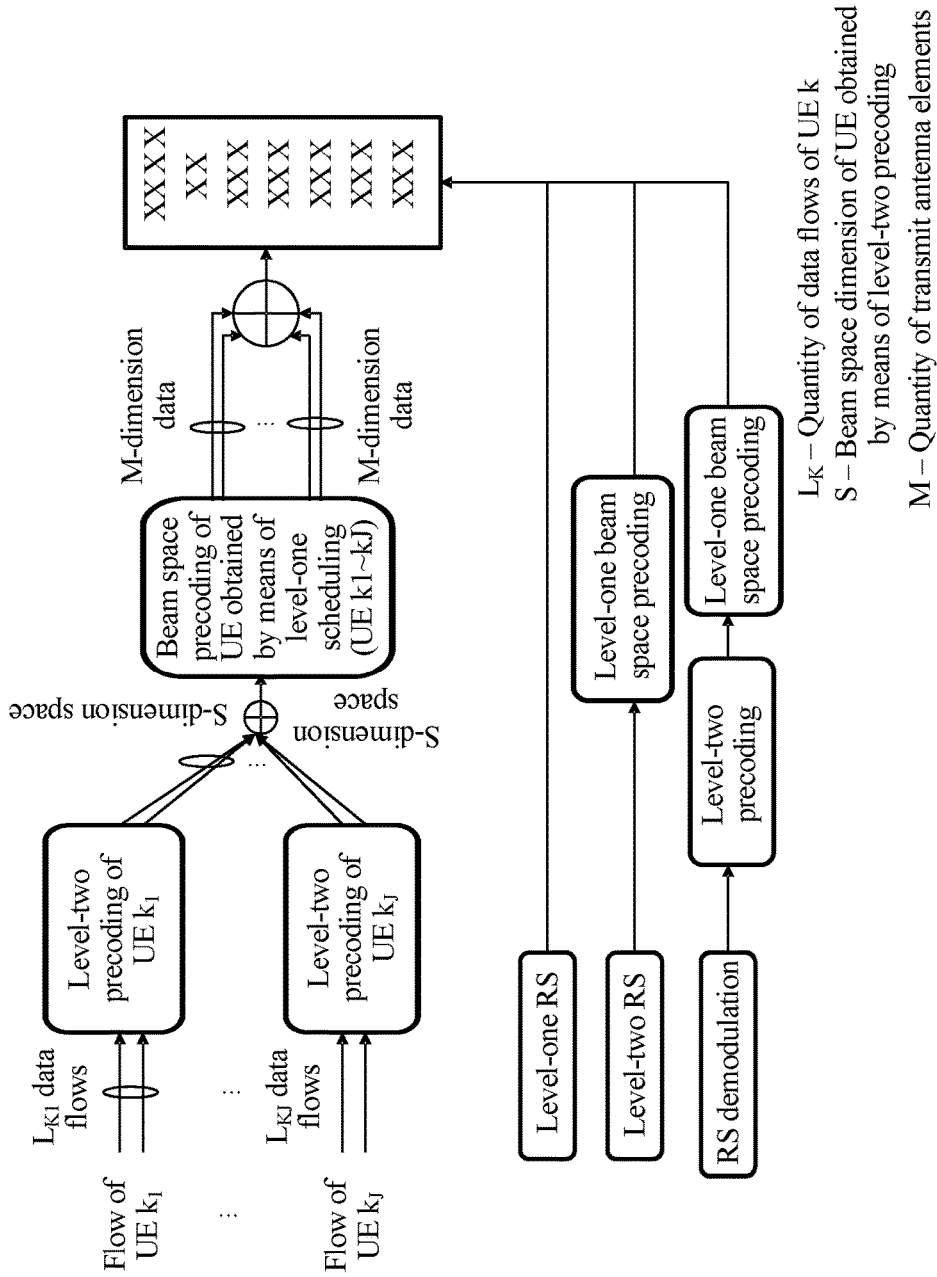 Flow of
UE k1
...
Flow of
UE kJ
LK1 data
flows
...
LKJ data
flows
Level-two
precoding of
UE k1
Level-two
precoding of
UE kJ
S-dimension space
...
S-dimension
space
Beam space
precoding of
UE obtained
by means of
level-one
scheduling
(UE k1~kJ)
M-dimension
data
...
M-dimension
data
XXXX
XX
XXX
XXX
XXX
XXX
XXX
Level-one RS
Level-two RS
Level-one beam
space precoding
RS demodulation
Level-two
precoding
Level-one beam
space precoding
LK – Quantity of data flows of UE k
S – Beam space dimension of UE obtained
by means of level-two precoding
M – Quantity of transmit antenna elements